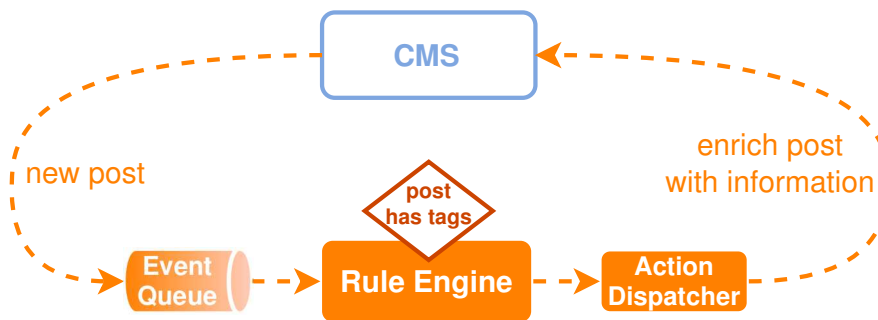 CMS
new post
enrich post
with information
post
has tags
Event
Queue
Rule Engine
Action
Dispatcher